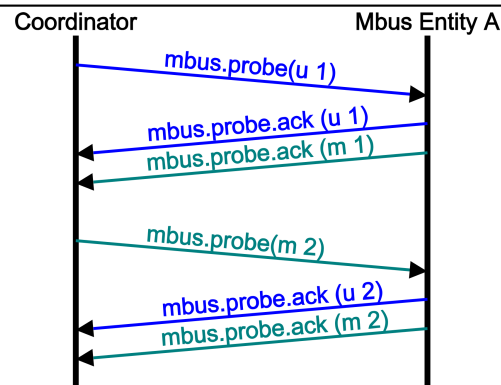 Coordinator Mbus Entity A
mbus.probe(u 1)
mbus.probe.ack (u 1)
mbus.probe.ack (m 1)
mbus.probe(m 2)
mbus.probe.ack (u 2)
mbus.probe.ack (m 2)